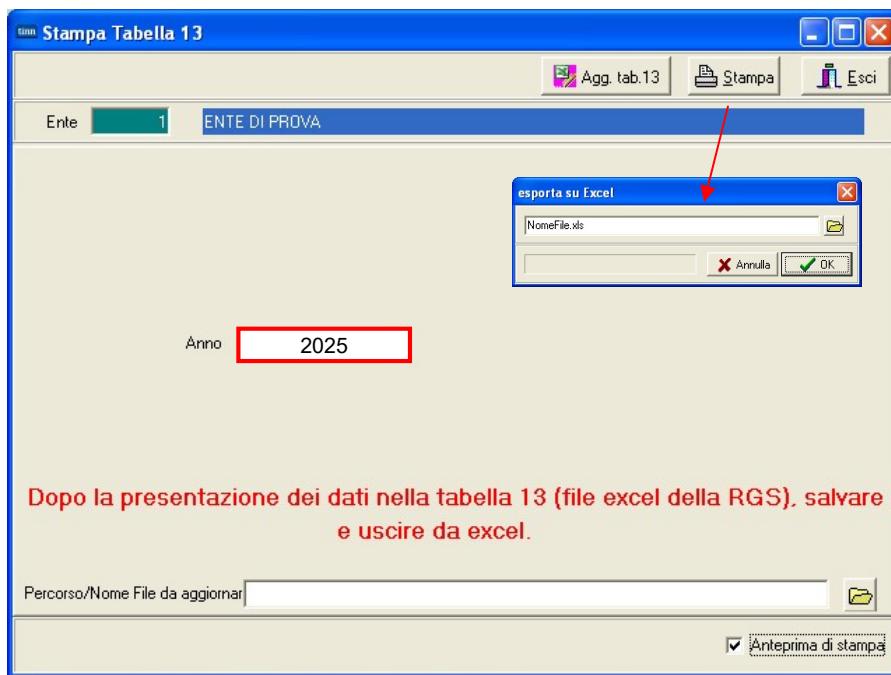 tinn Stampa Tabella 13
Agg. tab.13 Stampa Esci
Ente 1 ENTE DI PROVA
esporta su Excel
NomeFile.xls
Annulla OK
Anno 2025
Dopo la presentazione dei dati nella tabella 13 (file excel della RGS), salvare
e uscire da excel.
Percorso/Nome File da aggiornar
Anteprima di stampa